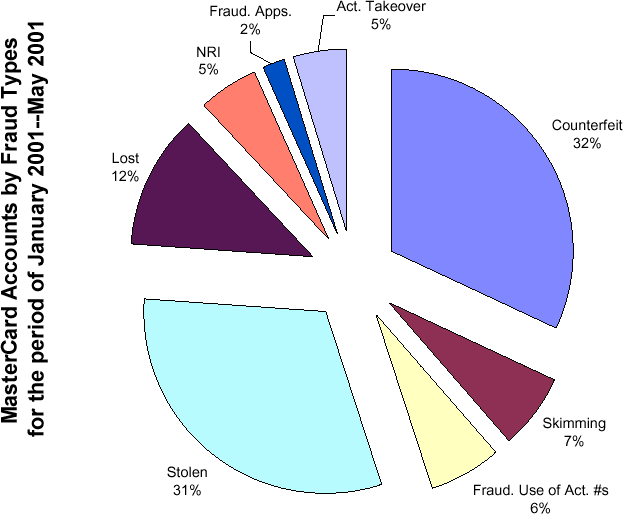 MasterCard Accounts by Fraud Types
for the period of January 2001--May 2001
Fraud. Apps.
2%
Act. Takeover
5%
NRI
5%
Counterfeit
32%
Lost
12%
Skimming
7%
Stolen
31%
Fraud. Use of Act. #s
6%